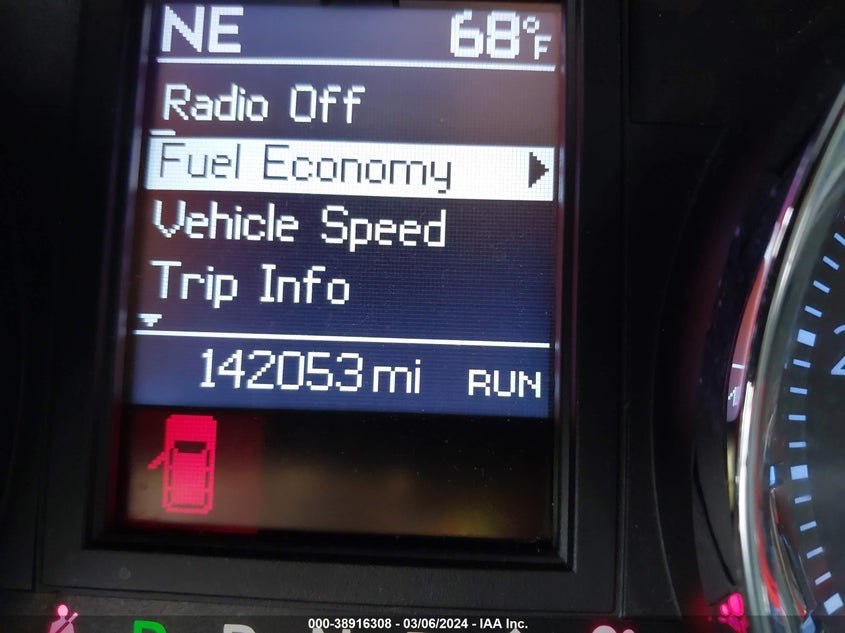 NE 68°F
Radio Off
Fuel Economy
Vehicle Speed
Trip Info
142053 mi RUN
P
000-38916308 - 03/06/2024 - IAA Inc.